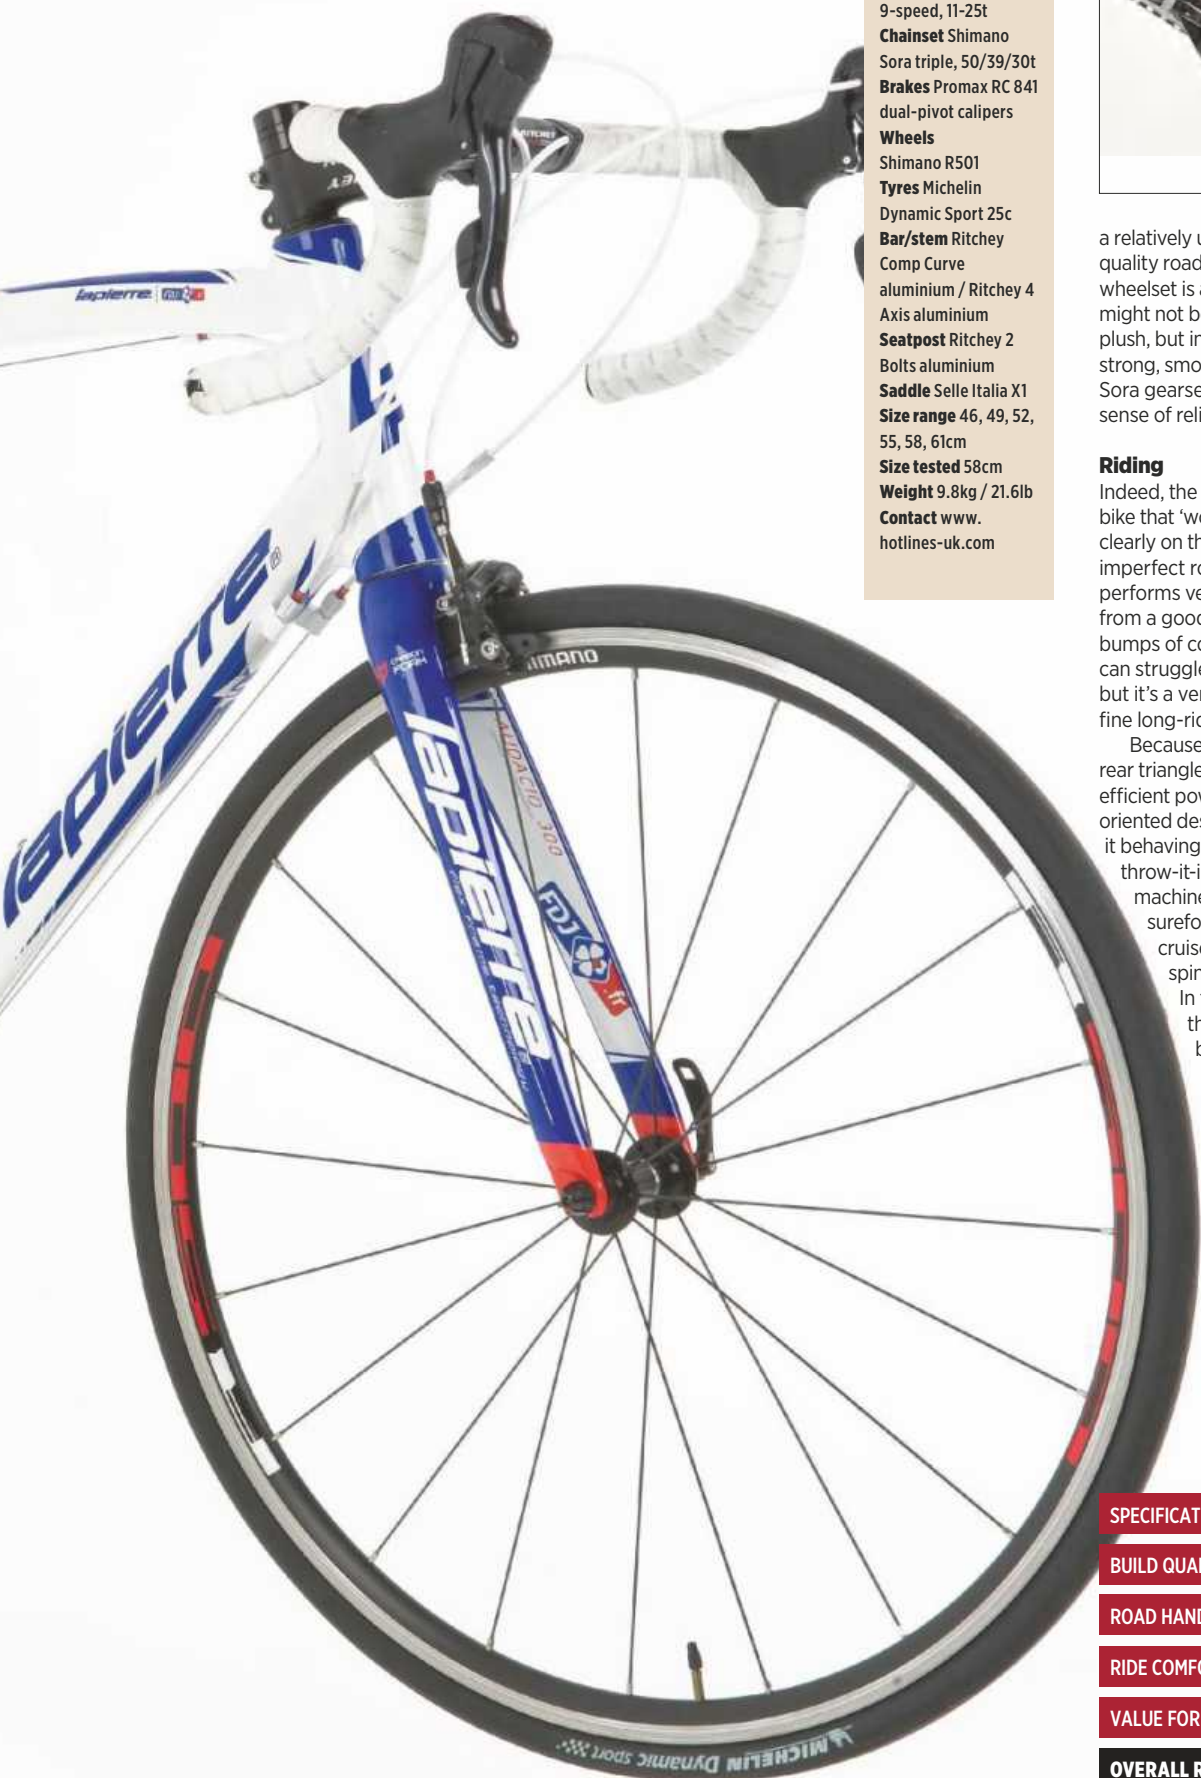 9-speed, 11-25t
Chainset Shimano
Sora triple, 50/39/30t
Brakes Promax RC 841
dual-pivot calipers
Wheels
Shimano R501
Tyres Michelin
Dynamic Sport 25c
Bar/stem Ritchey
Comp Curve
aluminium / Ritchey 4
Axis aluminium
Seatpost Ritchey 2
Bolts aluminium
Saddle Selle Italia X1
Size range 46, 49, 52,
55, 58, 61cm
Size tested 58cm
Weight 9.8kg / 21.6lb
Contact www.
hotlines-uk.com
a relatively u
quality road
wheelset is a
might not b
plush, but in
strong, smo
Sora gearse
sense of reli
Riding
Indeed, the
bike that ‘wo
clearly on th
imperfect ro
performs ve
from a good
bumps of co
can struggle
but it’s a ver
fine long-rid
Because
rear triangle
efficient pow
oriented des
it behaving
throw-it-i
machine
surefo
cruise
spin
In
th
b
SPECIFICAT
BUILD QUA
ROAD HAND
RIDE COMF
VALUE FOR
OVERALL R
lapierre FDJ
lapierre
lapierre
AUDACIO 300
FDJ
.fr
IMANO
MICHELIN Dynamic sport